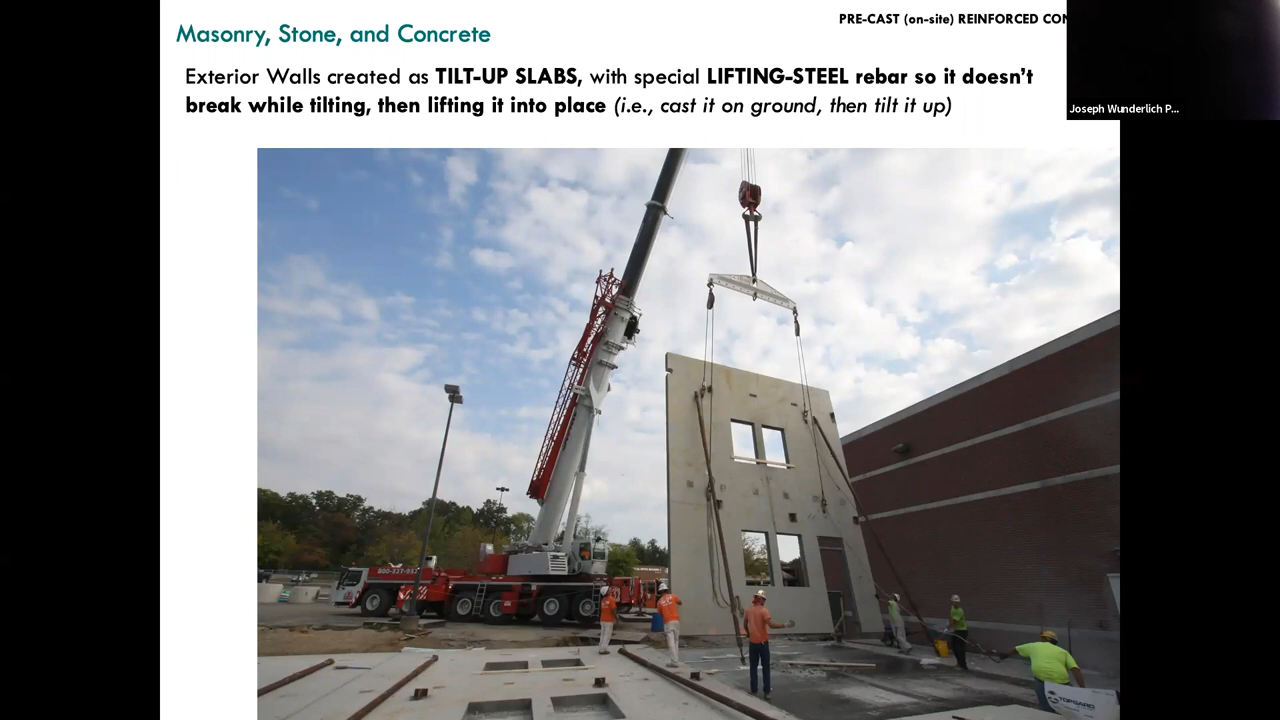 PRE-CAST (on-site) REINFORCED CON
Masonry, Stone, and Concrete
Exterior Walls created as TILT-UP SLABS, with special LIFTING-STEEL rebar so it doesn't
break while tilting, then lifting it into place (i.e., cast it on ground, then tilt it up)
Joseph Wunderlich P...
TOPGARD